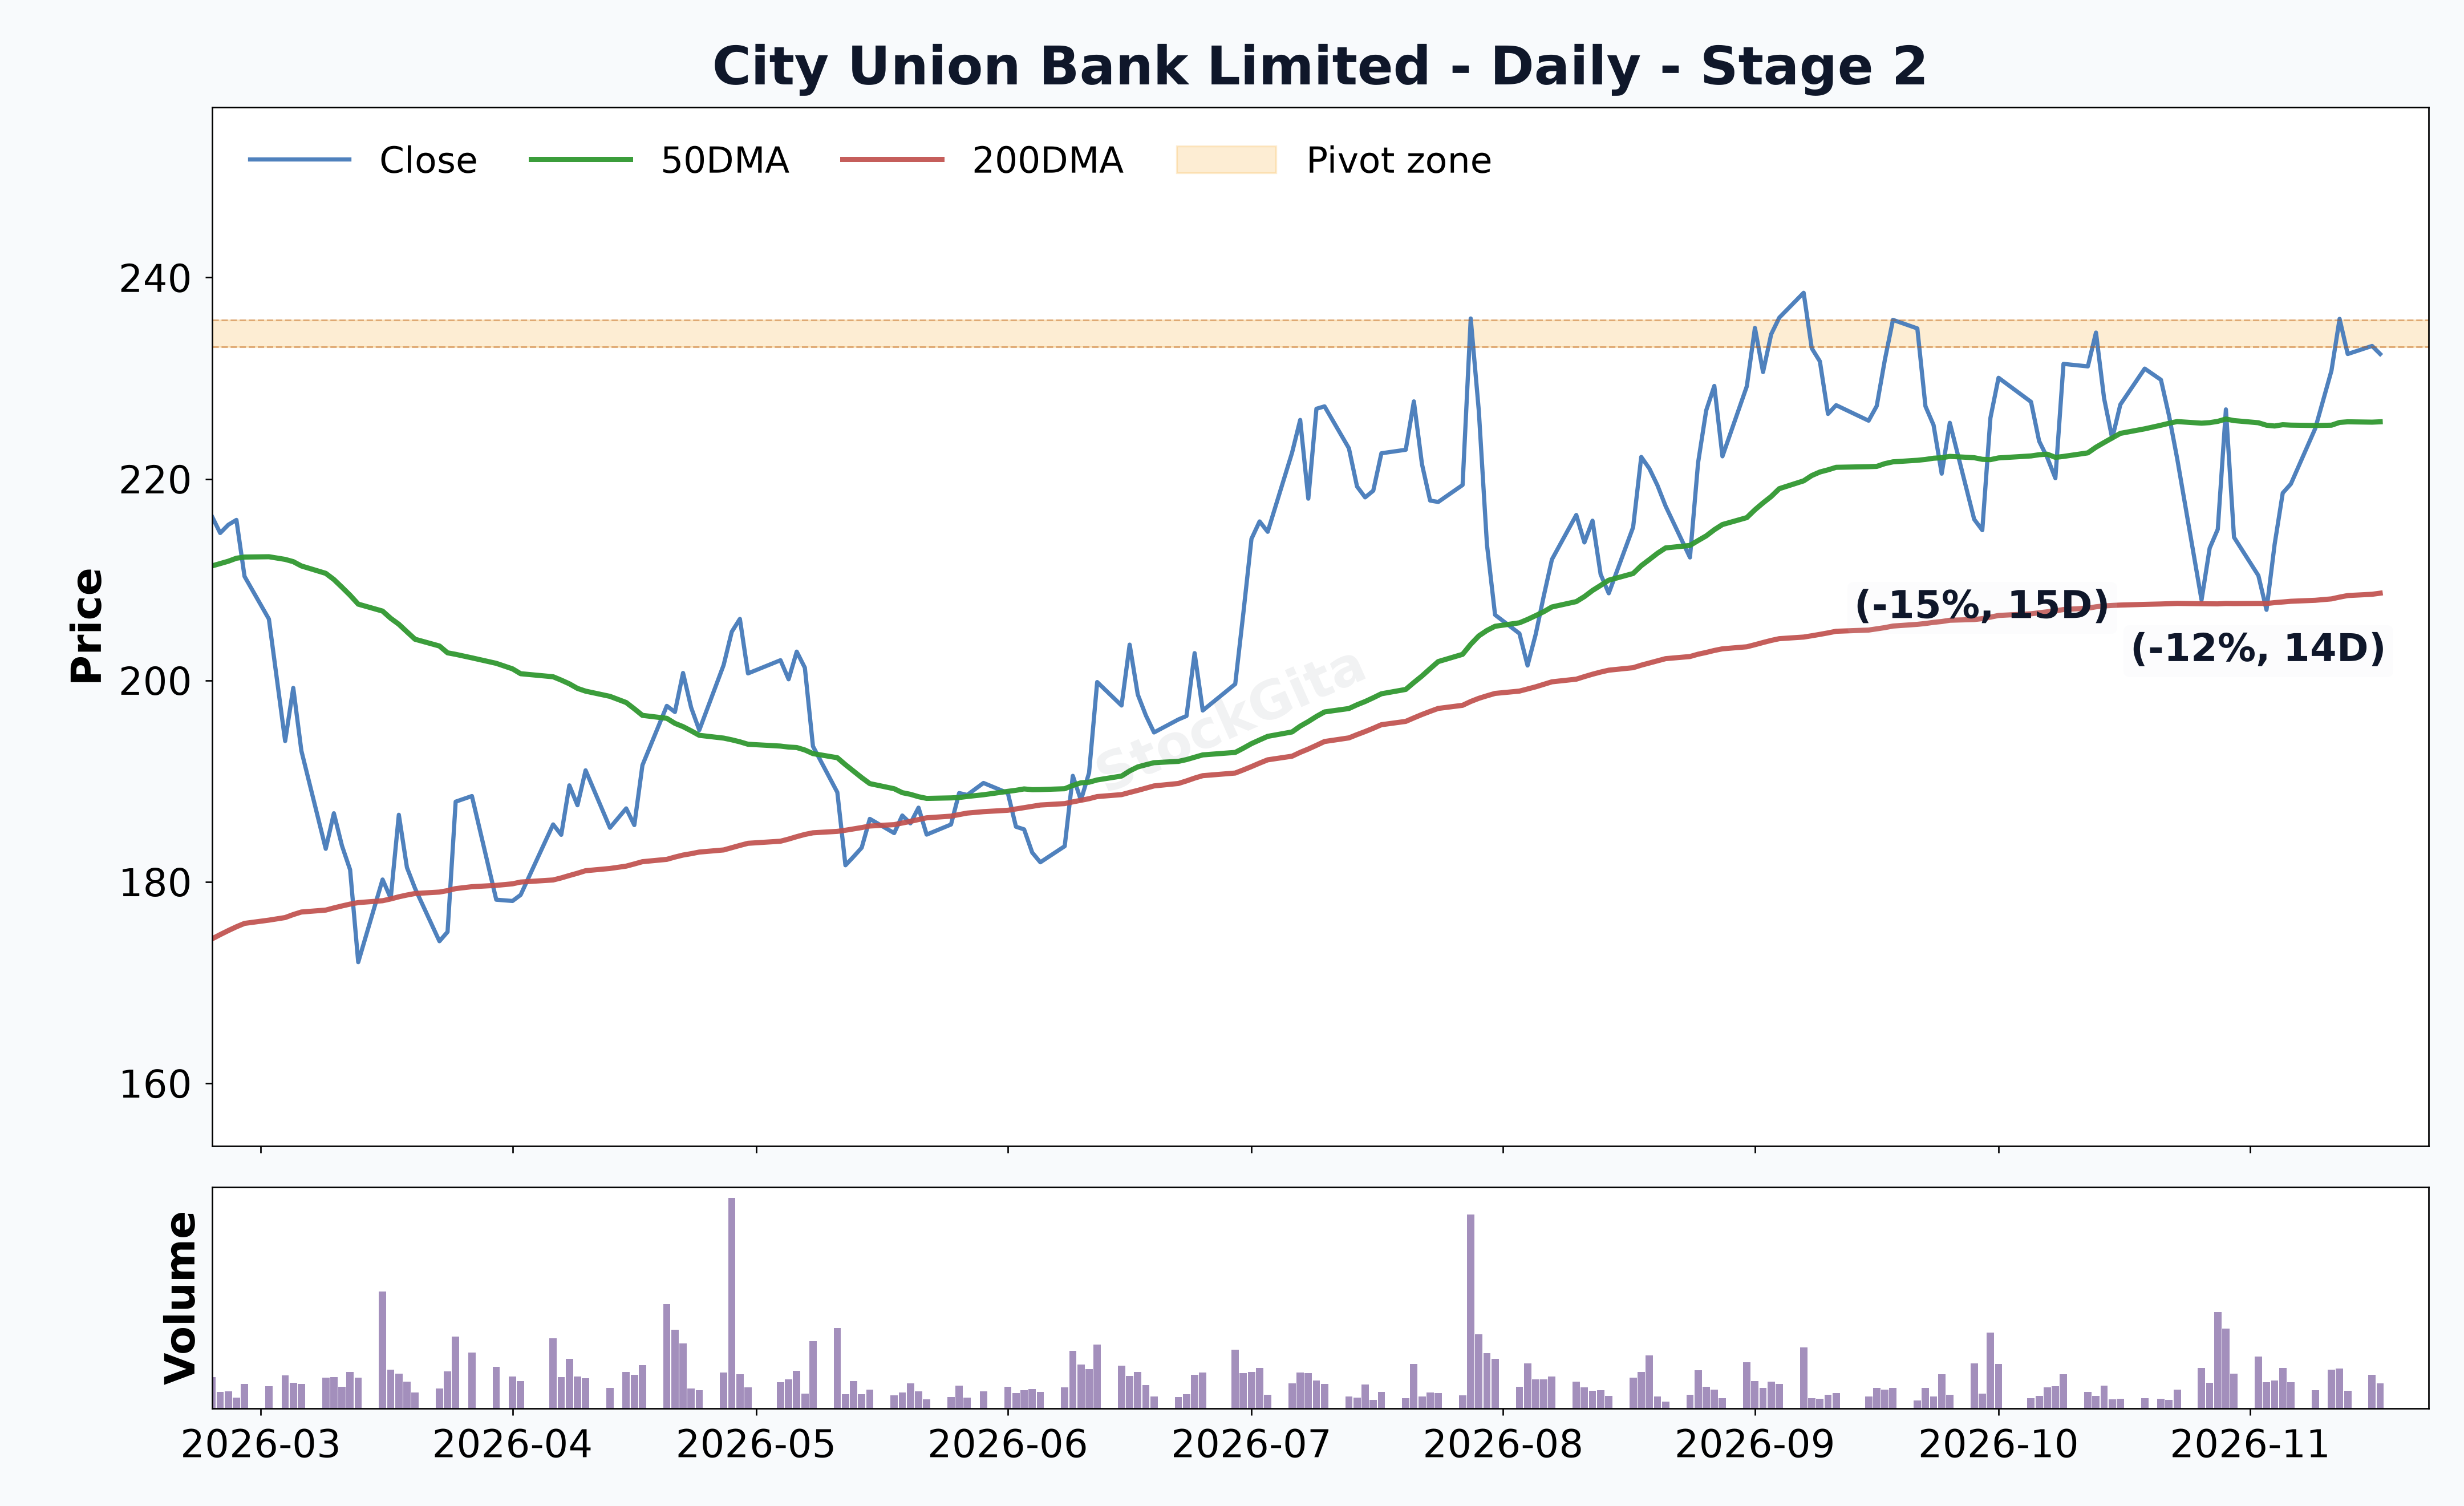 City Union Bank Limited - Daily - Stage 2
Close 50DMA 200DMA Pivot zone
Price
240
220
200
180
160
(-15%, 15D)
(-12%, 14D)
StockGita
Volume
2026-03 2026-04 2026-05 2026-06 2026-07 2026-08 2026-09 2026-10 2026-11